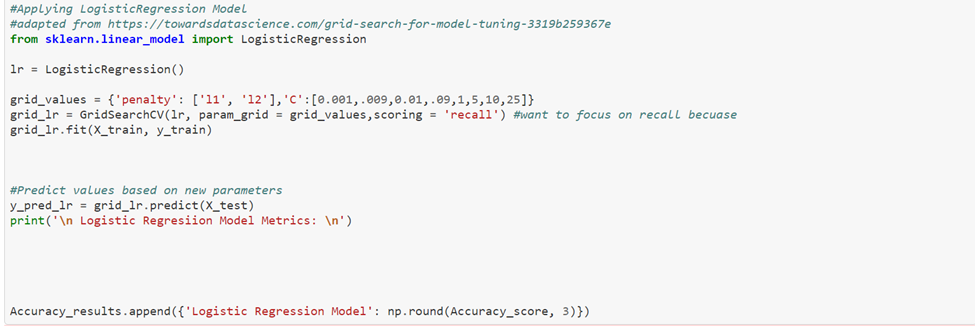 #Applying LogisticRegression Model
#adapted from https://towardsdatascience.com/grid-search-for-model-tuning-3319b259367e
from sklearn.linear_model import LogisticRegression
lr = LogisticRegression()
grid_values = {'penalty': ['l1', 'l2'],'C':[0.001,.009,0.01,.09,1,5,10,25]}
grid_lr = GridSearchCV(lr, param_grid = grid_values,scoring = 'recall') #want to focus on recall becuase
grid_lr.fit(X_train, y_train)
#Predict values based on new parameters
y_pred_lr = grid_lr.predict(X_test)
print('\n Logistic Regresiion Model Metrics: \n')
Accuracy_results.append({'Logistic Regression Model': np.round(Accuracy_score, 3)})